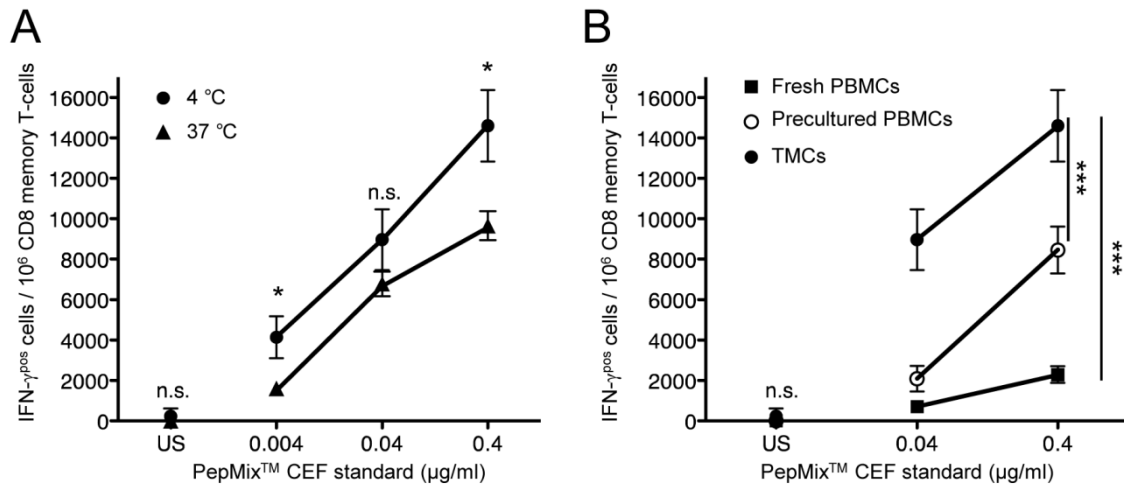 A
IFN-γᵖᵒˢ cells / 10⁶ CD8 memory T-cells
16000
14000
12000
10000
8000
6000
4000
2000
0
4 °C
37 °C
n.s.
*
n.s.
*
US
0.004
0.04
0.4
PepMix™ CEF standard (µg/ml)
B
IFN-γᵖᵒˢ cells / 10⁶ CD8 memory T-cells
16000
14000
12000
10000
8000
6000
4000
2000
0
Fresh PBMCs
Precultured PBMCs
TMCs
n.s.
***
***
US
0.04
0.4
PepMix™ CEF standard (µg/ml)